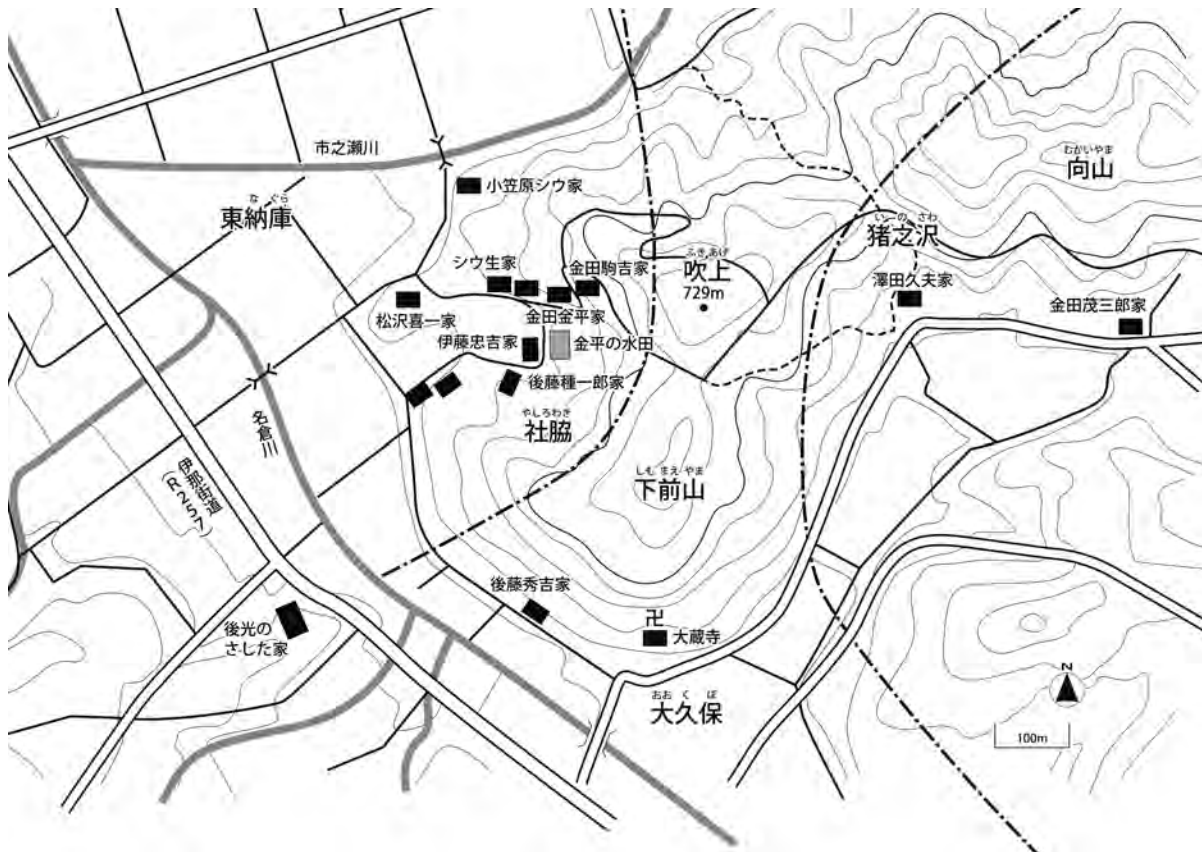 市之瀬川
むかいやま
向山
小笠原シウ家
なぐら
東納庫
いのさわ
猪之沢
シウ生家
金田駒吉家
ふきあげ
吹上
729m
澤田久夫家
金田茂三郎家
松沢喜一家
金田金平家
伊藤忠吉家
金平の水田
後藤種一郎家
やしろわき
社脇
名倉川
伊那街道
(R257)
しもまえやま
下前山
後藤秀吉家
後光の
さした家
卍
大蔵寺
おおくぼ
大久保
N
100m